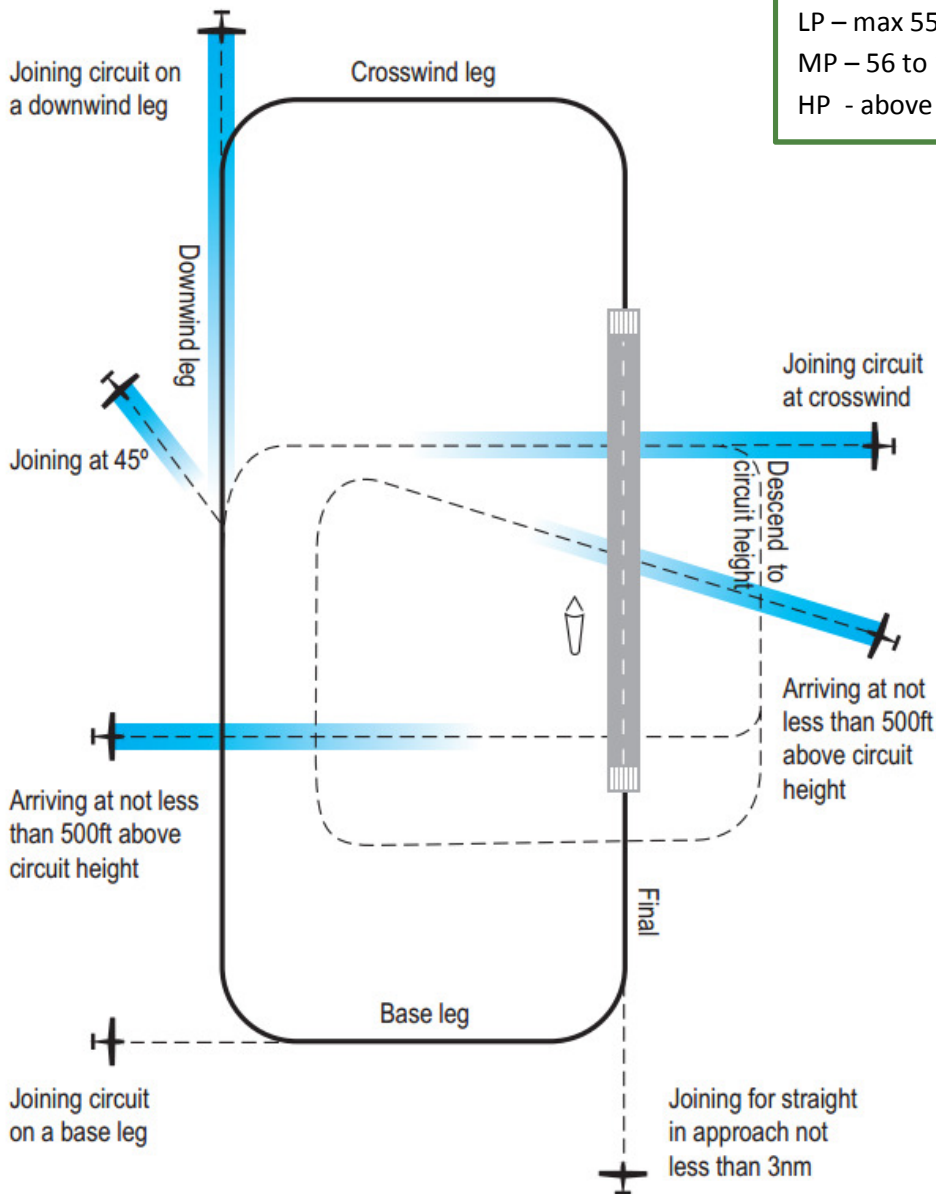 LP – max 55
MP – 56 to
HP - above
Joining circuit on
a downwind leg
Crosswind leg
Downwind leg
Joining circuit
at crosswind
Joining at 45º
Descend to
circuit height
Arriving at not
less than 500ft
above circuit
height
Arriving at not less
than 500ft above
circuit height
Final
Base leg
Joining circuit
on a base leg
Joining for straight
in approach not
less than 3nm